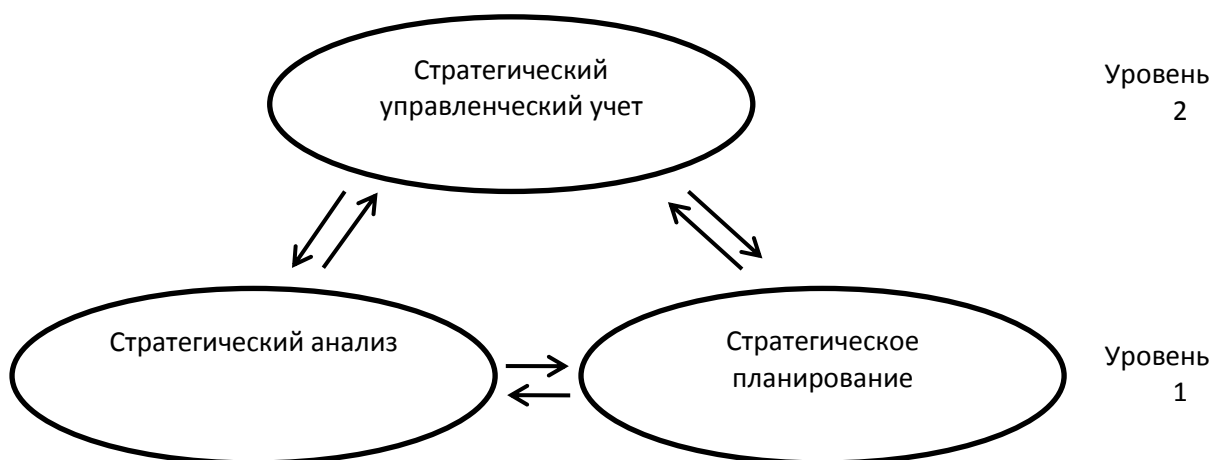 Стратегический
управленческий учет
Уровень
2
Стратегический анализ
Стратегическое
планирование
Уровень
1